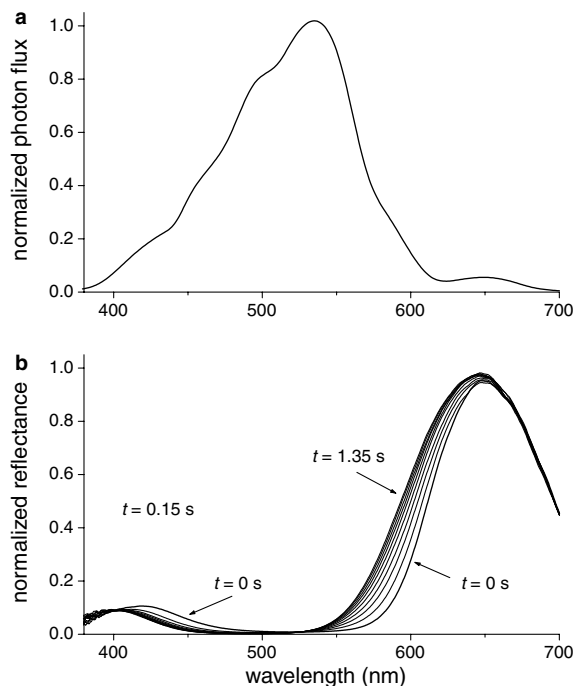 a
normalized photon flux
1.0
0.8
0.6
0.4
0.2
0.0
400
500
600
700
b
normalized reflectance
1.0
0.8
0.6
0.4
0.2
0.0
t = 1.35 s
t = 0.15 s
t = 0 s
t = 0 s
400
500
600
700
wavelength (nm)